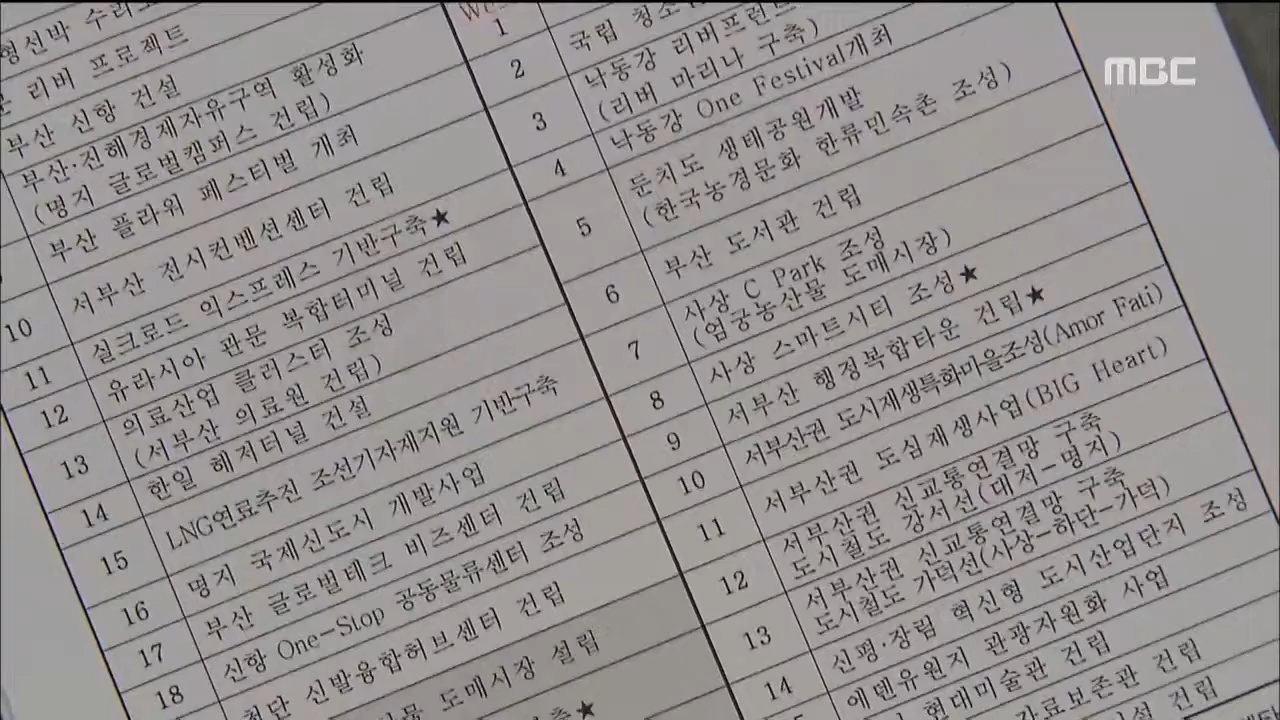 MBC
형선박 수리
리버 프로젝트
부산 신항 건설
부산·진해경제자유구역 활성화
(명지 글로벌캠퍼스 건립)
부산 플라워 페스티벌 개최
서부산 전시컨벤션센터 건립
10 실크로드 익스프레스 기반구축★
11 유라시아 관문 복합터미널 건립
12 의료산업 클러스터 조성
(서부산 의료원 건립)
13 한일 해저터널 건설
14 LNG연료추진 조선기자재지원 기반구축
15 명지 국제신도시 개발사업
16 부산 글로벌테크 비즈센터 건립
17 신항 One-Stop 공동물류센터 조성
18 첨단 신발융합허브센터 건립
도매시장 설립
★
1 국립 청소
2 낙동강 리버프런트
(리버 마리나 구축)
3 낙동강 One Festival개최
4 둔치도 생태공원개발
(한국농경문화 한류민속촌 조성)
5 부산 도서관 건립
6 사상 C Park 조성
(엄궁농산물 도매시장)
7 사상 스마트시티 조성★
8 서부산 행정복합타운 건립★
9 서부산권 도시재생특화마을조성(Amor Fati)
10 서부산권 도심재생사업(BIG Heart)
11 서부산권 신교통연결망 구축
도시철도 강서선(대저-명지)
12 서부산권 신교통연결망 구축
도시철도 가덕선(사상-하단-가덕)
13 신평·장림 혁신형 도시산업단지 조성
14 에덴유원지 관광자원화 사업
현대미술관 건립
자료보존관 건립
건립